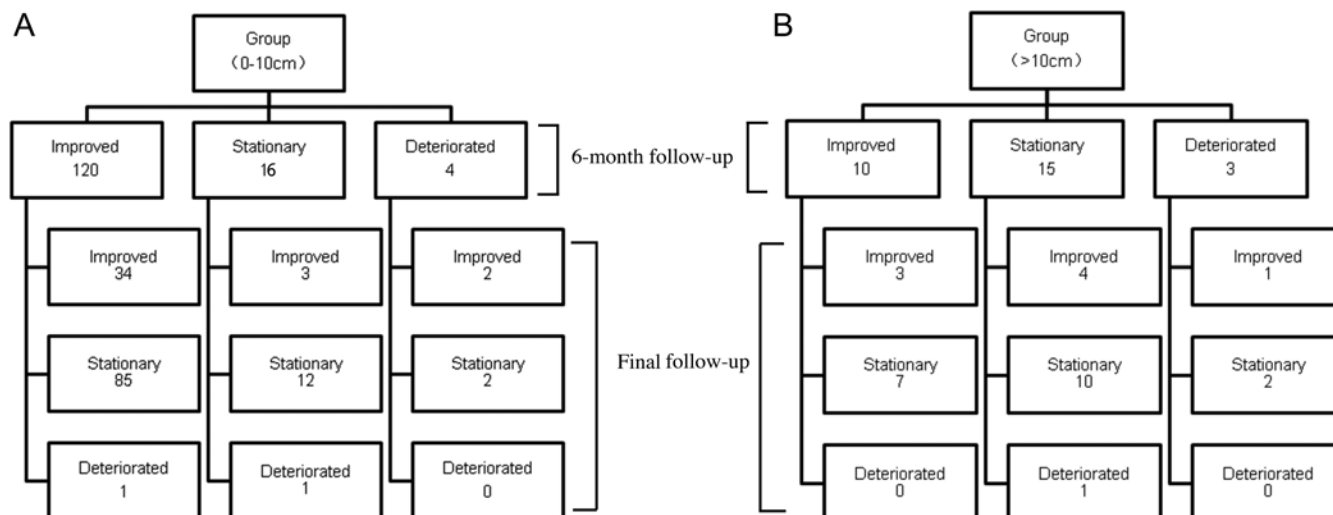 A
Group
(0-10cm)
Improved
120
Stationary
16
Deteriorated
4
Improved
34
Improved
3
Improved
2
Stationary
85
Stationary
12
Stationary
2
Deteriorated
1
Deteriorated
1
Deteriorated
0
6-month follow-up
Final follow-up
B
Group
(>10cm)
Improved
10
Stationary
15
Deteriorated
3
Improved
3
Improved
4
Improved
1
Stationary
7
Stationary
10
Stationary
2
Deteriorated
0
Deteriorated
1
Deteriorated
0